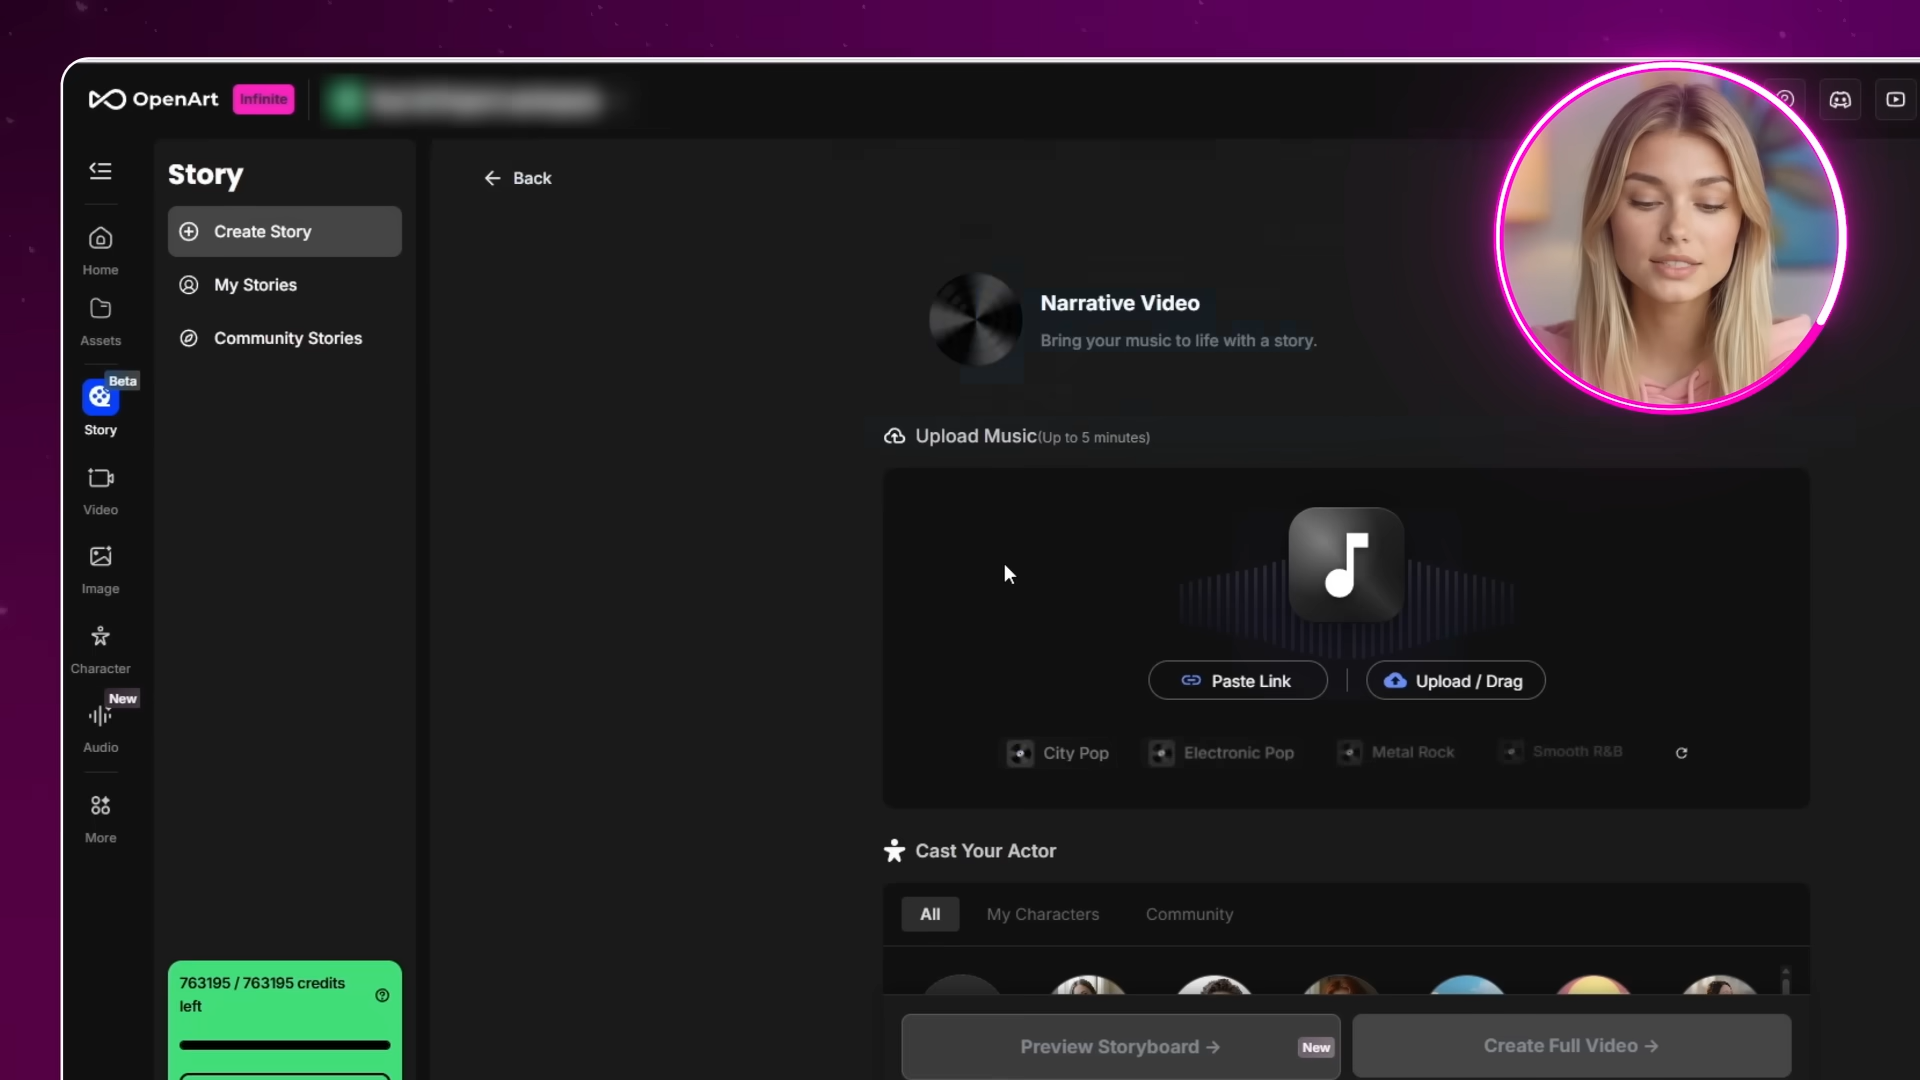 OpenArt Infinite
Story
Back
Create Story
Home
My Stories
Narrative Video
Bring your music to life with a story.
Assets
Community Stories
Beta
Story
Upload Music(Up to 5 minutes)
Video
Image
Character
Paste Link
Upload / Drag
New
Audio
City Pop
Electronic Pop
Metal Rock
Smooth R&B
More
Cast Your Actor
All
My Characters
Community
763195 / 763195 credits
left
Preview Storyboard →
New
Create Full Video →